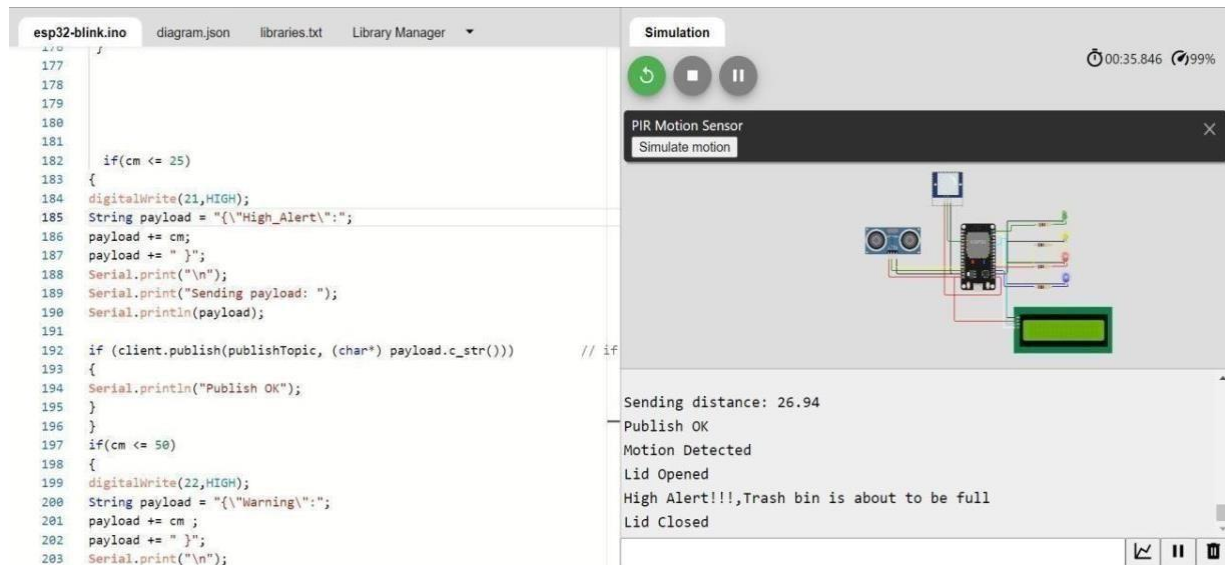 esp32-blink.ino diagram.json libraries.txt Library Manager
176 }
177
178
179
180
181
182 if(cm <= 25)
183 {
184 digitalWrite(21,HIGH);
185 String payload = "{\"High_Alert\":";
186 payload += cm;
187 payload += " }";
188 Serial.print("\n");
189 Serial.print("Sending payload: ");
190 Serial.println(payload);
191
192 if (client.publish(publishTopic, (char*) payload.c_str())) // if
193 {
194 Serial.println("Publish OK");
195 }
196 }
197 if(cm <= 50)
198 {
199 digitalWrite(22,HIGH);
200 String payload = "{\"Warning\":";
201 payload += cm ;
202 payload += " }";
203 Serial.print("\n");
Simulation
00:35.846 99%
PIR Motion Sensor
Simulate motion
Sending distance: 26.94
Publish OK
Motion Detected
Lid Opened
High Alert!!!,Trash bin is about to be full
Lid Closed